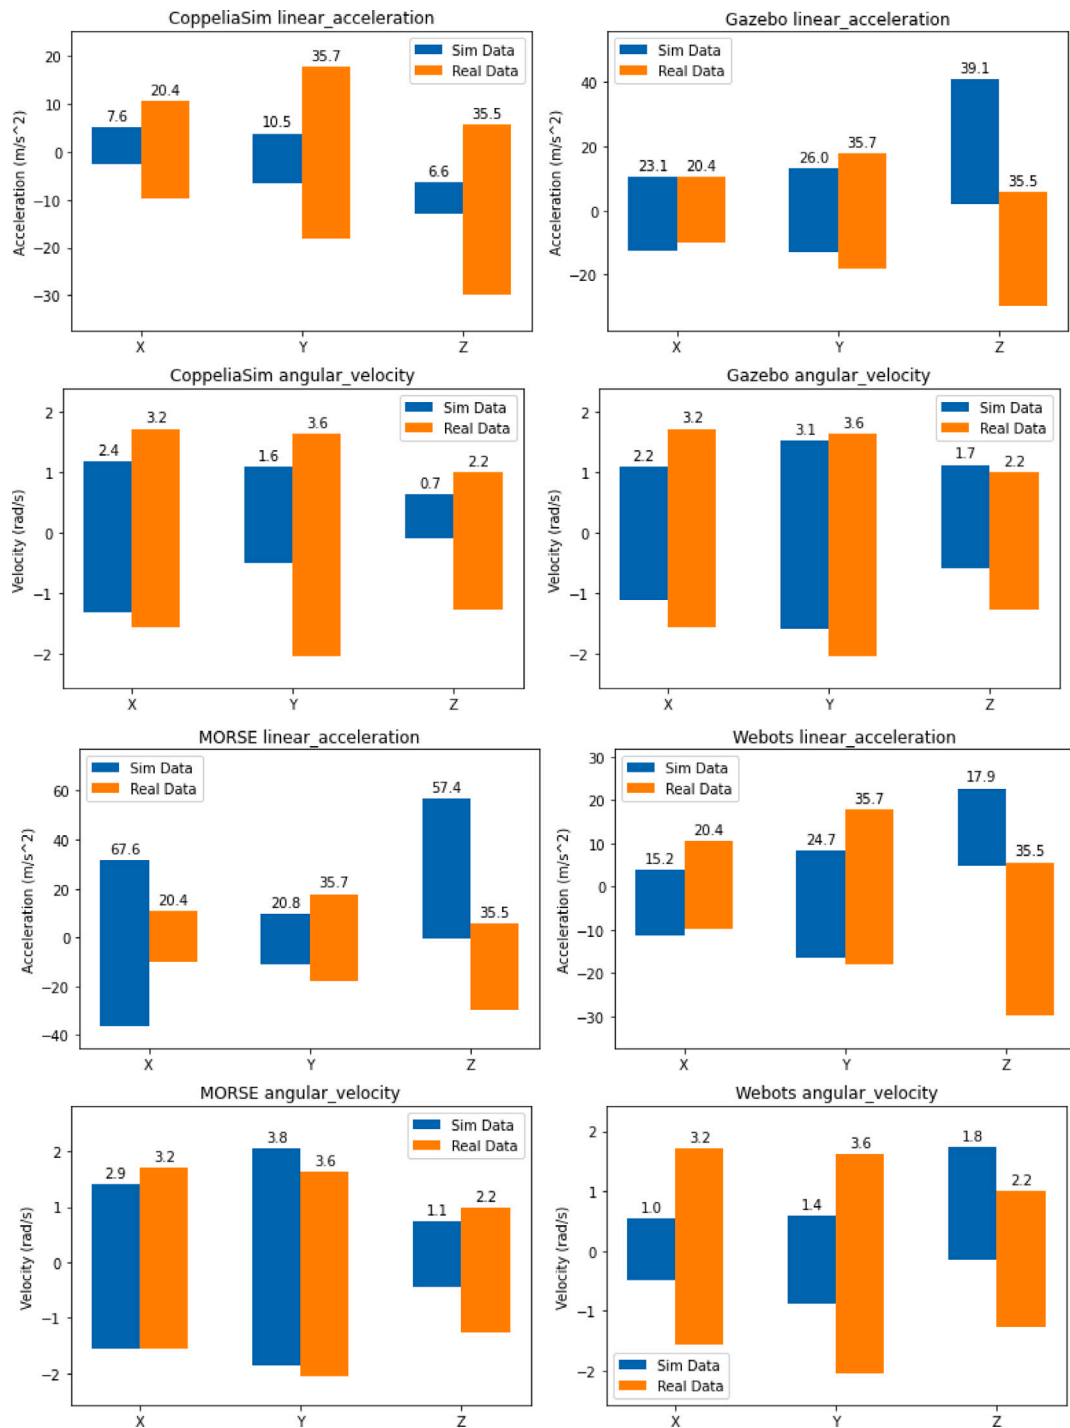 CoppeliaSim linear_acceleration
Sim Data
Real Data
Acceleration (m/s^2)
20
10
0
−10
−20
−30
7.6
20.4
10.5
35.7
6.6
35.5
X
Y
Z
Gazebo linear_acceleration
Sim Data
Real Data
Acceleration (m/s^2)
40
20
0
−20
23.1
20.4
26.0
35.7
39.1
35.5
X
Y
Z
CoppeliaSim angular_velocity
Sim Data
Real Data
Velocity (rad/s)
2
1
0
−1
−2
2.4
3.2
1.6
3.6
0.7
2.2
X
Y
Z
Gazebo angular_velocity
Sim Data
Real Data
Velocity (rad/s)
2
1
0
−1
−2
2.2
3.2
3.1
3.6
1.7
2.2
X
Y
Z
MORSE linear_acceleration
Sim Data
Real Data
Acceleration (m/s^2)
60
40
20
0
−20
−40
67.6
20.4
20.8
35.7
57.4
35.5
X
Y
Z
Webots linear_acceleration
Sim Data
Real Data
Acceleration (m/s^2)
30
20
10
0
−10
−20
−30
15.2
20.4
24.7
35.7
17.9
35.5
X
Y
Z
MORSE angular_velocity
Sim Data
Real Data
Velocity (rad/s)
2
1
0
−1
−2
2.9
3.2
3.8
3.6
1.1
2.2
X
Y
Z
Webots angular_velocity
Sim Data
Real Data
Velocity (rad/s)
2
1
0
−1
−2
1.0
3.2
1.4
3.6
1.8
2.2
X
Y
Z